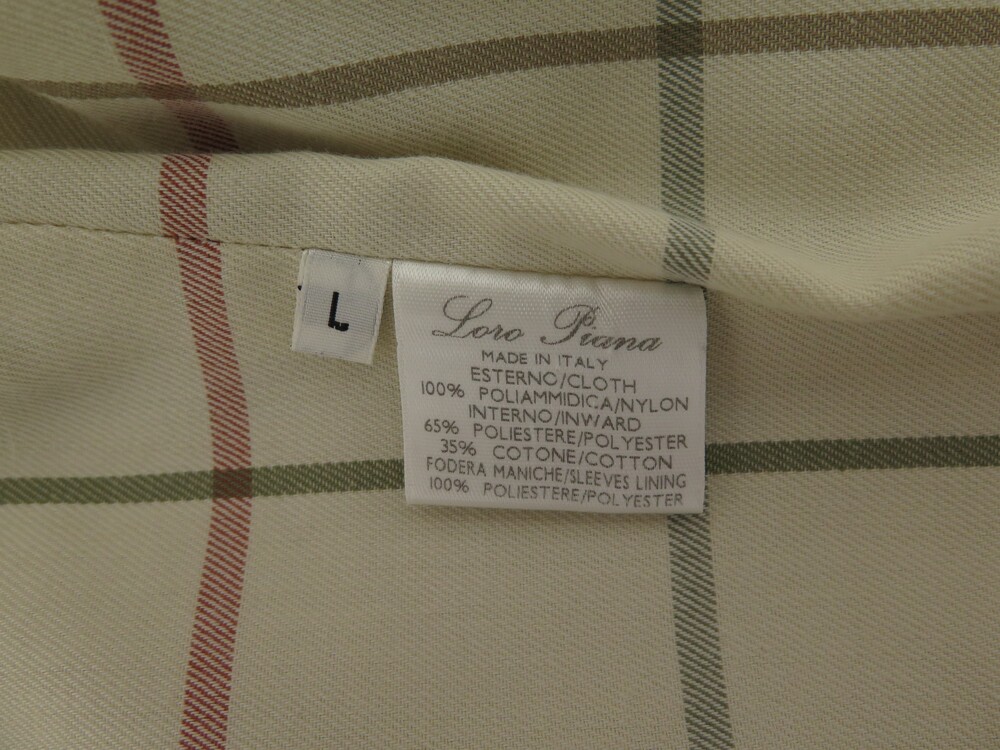 L
Loro Piana
MADE IN ITALY
ESTERNO/CLOTH
100% POLIAMMIDICA/NYLON
INTERNO/INWARD
65% POLIESTERE/POLYESTER
35% COTONE/COTTON
FODERA MANICHE/SLEEVES LINING
100% POLIESTERE/POLYESTER